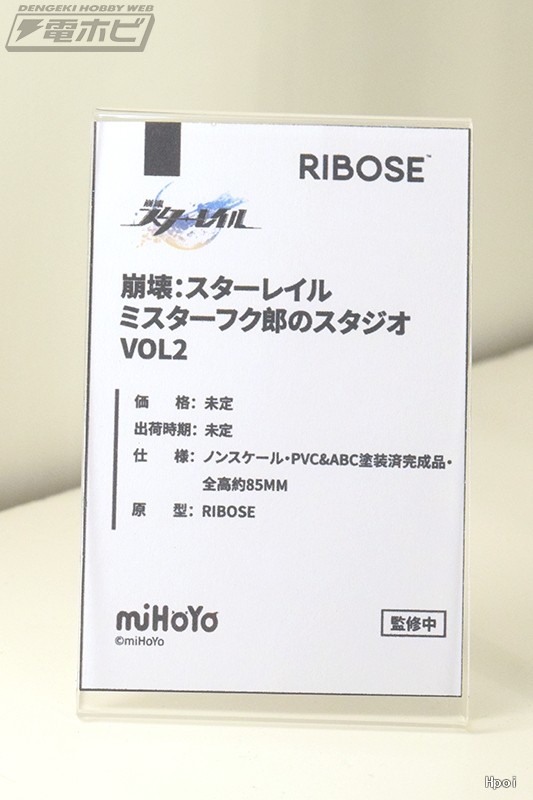 DENGEKI HOBBY WEB
電ホビ
RIBOSE™
崩壊
スターレイル
崩壊：スターレイル
ミスターフク郎のスタジオ
VOL2
価　格：未定
出荷時期：未定
仕　様：ノンスケール・PVC&ABC塗装済完成品・
全高約85MM
原　型：RIBOSE
miHoYo
©miHoYo
監修中
Hpoi